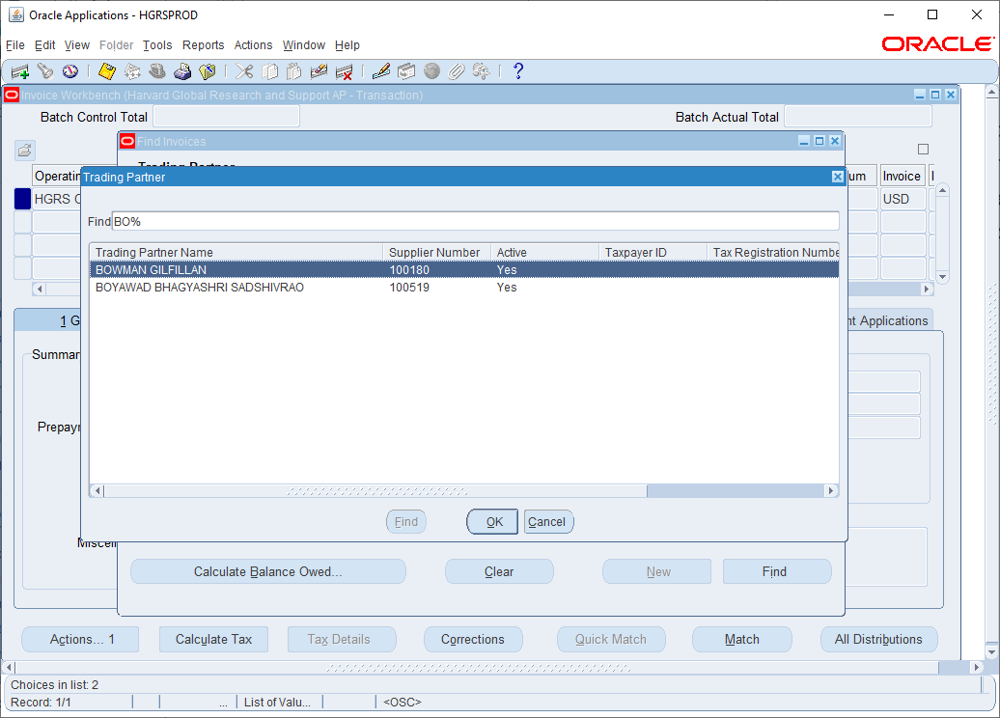 Oracle Applications - HGRSPROD
File Edit View Folder Tools Reports Actions Window Help
ORACLE
Invoice Workbench (Harvard Global Research and Support AP - Transaction)
Batch Control Total
Batch Actual Total
Find Invoices
Trading Partner
Operatin
um
Invoice
HGRS
USD
Trading Partner
Find BO%
Trading Partner Name Supplier Number Active Taxpayer ID Tax Registration Numbe
BOWMAN GILFILLAN 100180 Yes
BOYAWAD BHAGYASHRI SADSHIVRAO 100519 Yes
1 G
nt Applications
Summar
Prepayr
Find OK Cancel
Miscell
Calculate Balance Owed... Clear New Find
Actions... 1 Calculate Tax Tax Details Corrections Quick Match Match All Distributions
Choices in list: 2
Record: 1/1 ... List of Valu... <OSC>